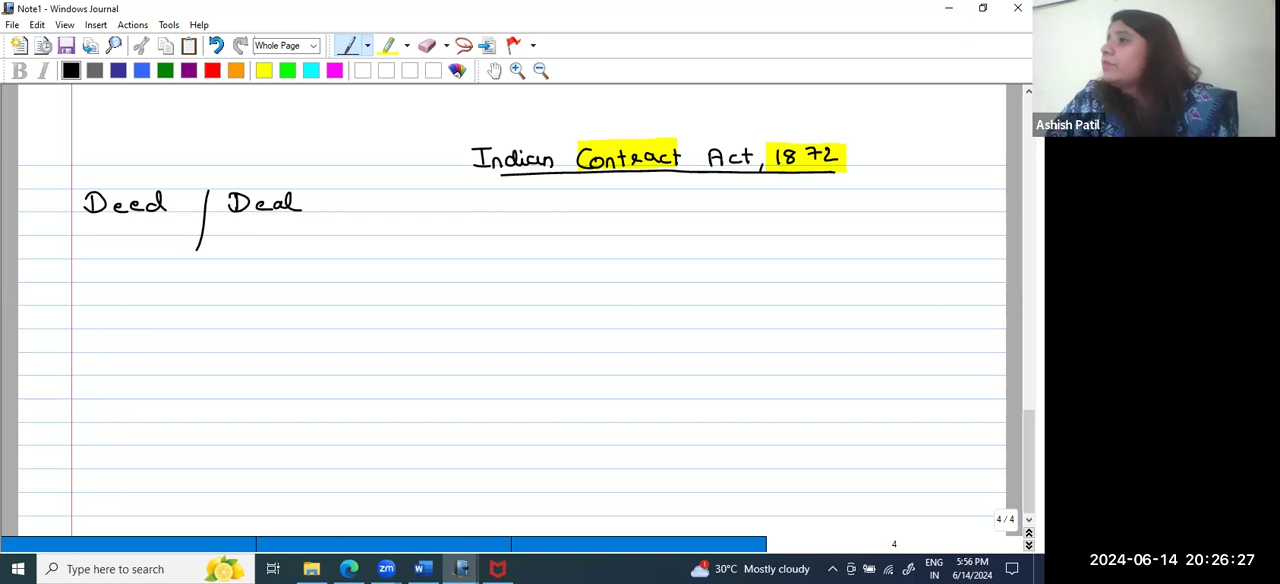 Note1 - Windows Journal
File Edit View Insert Actions Tools Help
Whole Page
B I
Ashish Patil
Indian Contract Act, 1872
Deed / Deal
4 / 4
4
Type here to search
zm
30°C Mostly cloudy
ENG
IN
5:56 PM
6/14/2024
2024-06-14 20:26:27